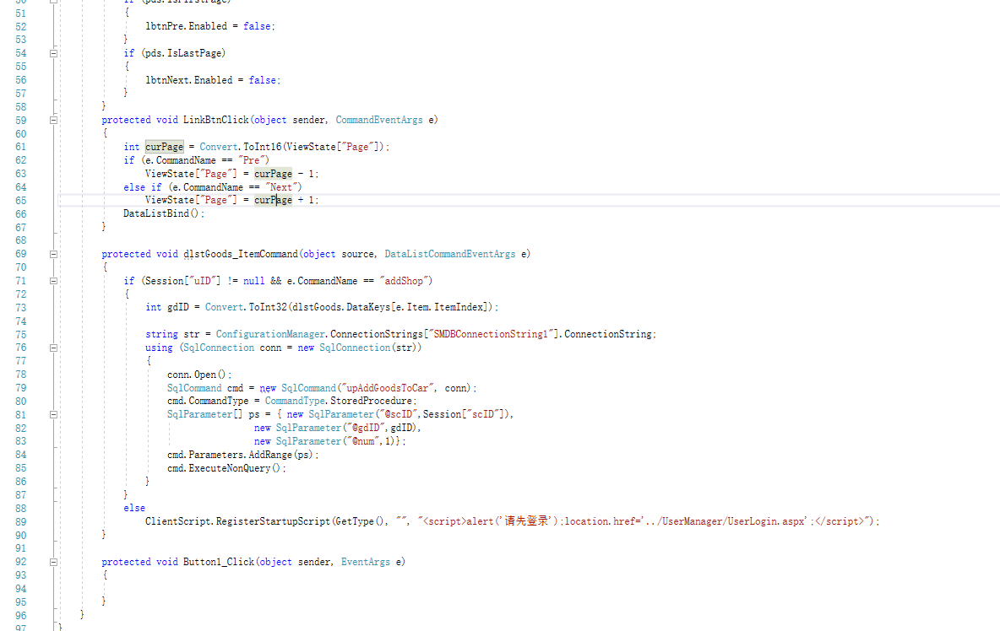 50 if (pds.IsFirstPage)
51 {
52 lbtnPre.Enabled = false;
53 }
54 if (pds.IsLastPage)
55 {
56 lbtnNext.Enabled = false;
57 }
58 }
59 protected void LinkBtnClick(object sender, CommandEventArgs e)
60 {
61 int curPage = Convert.ToInt16(ViewState["Page"]);
62 if (e.CommandName == "Pre")
63 ViewState["Page"] = curPage - 1;
64 else if (e.CommandName == "Next")
65 ViewState["Page"] = curPage + 1;
66 DataListBind();
67 }
68
69 protected void dlstGoods_ItemCommand(object source, DataListCommandEventArgs e)
70 {
71 if (Session["uID"] != null && e.CommandName == "addShop")
72 {
73 int gdID = Convert.ToInt32(dlstGoods.DataKeys[e.Item.ItemIndex]);
74
75 string str = ConfigurationManager.ConnectionStrings["SMDBConnectionString1"].ConnectionString;
76 using (SqlConnection conn = new SqlConnection(str))
77 {
78 conn.Open();
79 SqlCommand cmd = new SqlCommand("upAddGoodsToCar", conn);
80 cmd.CommandType = CommandType.StoredProcedure;
81 SqlParameter[] ps = { new SqlParameter("@scID",Session["scID"]),
82 new SqlParameter("@gdID",gdID),
83 new SqlParameter("@num",1)};
84 cmd.Parameters.AddRange(ps);
85 cmd.ExecuteNonQuery();
86 }
87 }
88 else
89 ClientScript.RegisterStartupScript(GetType(), "", "<script>alert('请先登录');location.href='../UserManager/UserLogin.aspx';</script>");
90 }
91
92 protected void Button1_Click(object sender, EventArgs e)
93 {
94
95 }
96 }
97 }